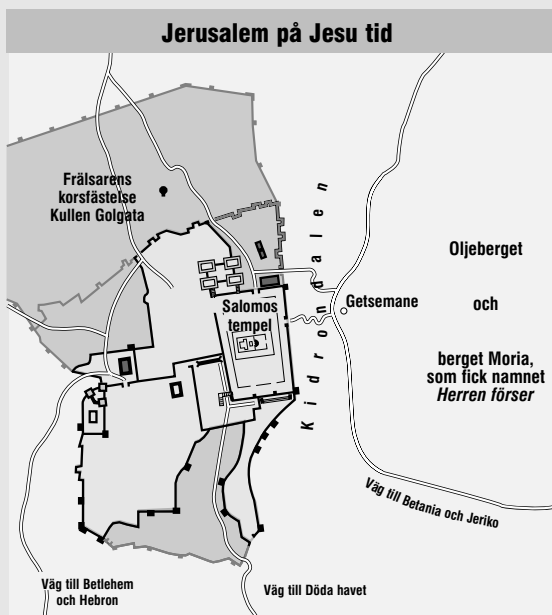 Jerusalem på Jesu tid
Frälsarens
korsfästelse
Kullen Golgata
Kidrondalen
Oljeberget
och
berget Moria,
som fick namnet
Herren förser
Salomos
tempel
Getsemane
Väg till Betania och Jeriko
Väg till Betlehem
och Hebron
Väg till Döda havet